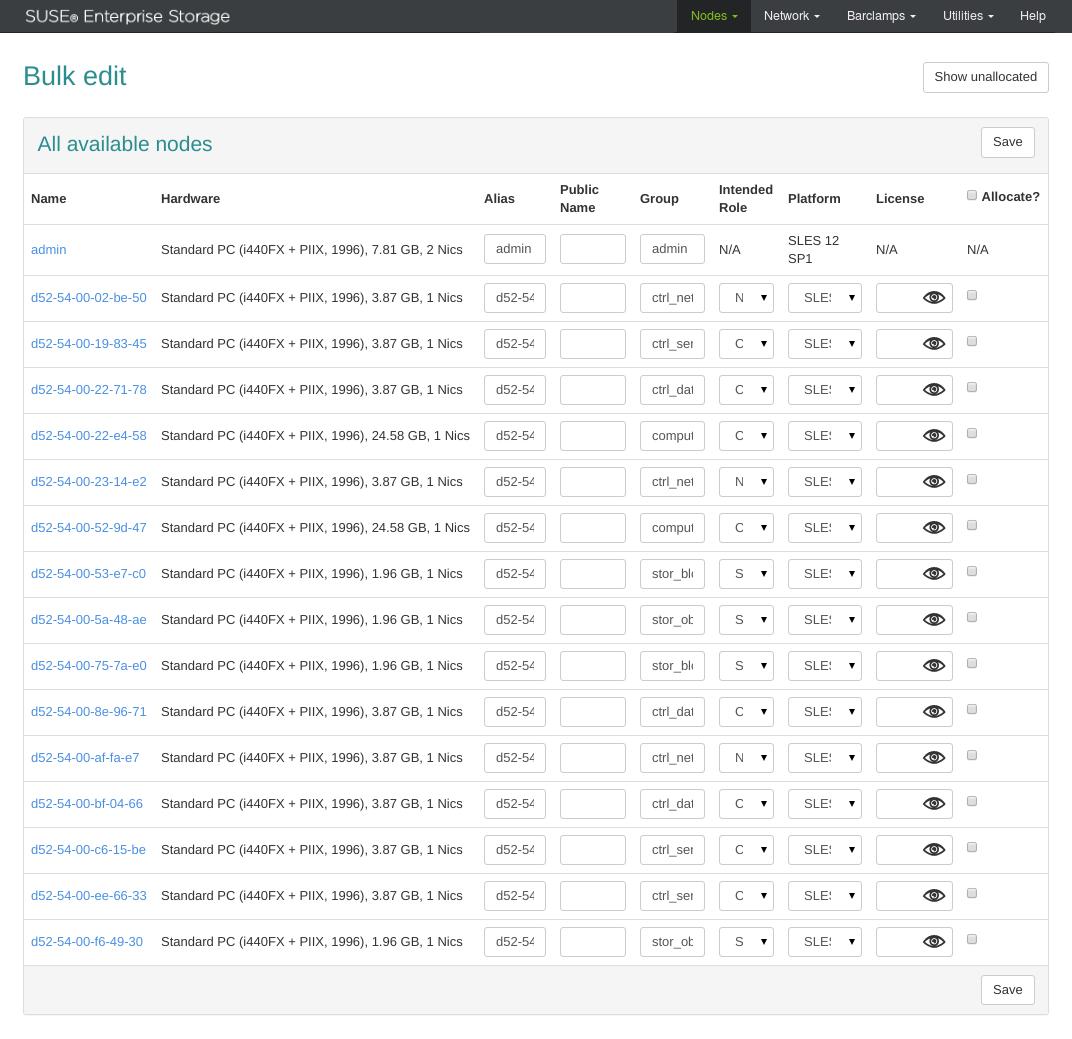 SUSE® Enterprise Storage Nodes Network Barclamps Utilities Help
Bulk edit Show unallocated
All available nodes Save
Name Hardware Alias Public Name Group Intended Role Platform License Allocate?
admin Standard PC (i440FX + PIIX, 1996), 7.81 GB, 2 Nics admin admin N/A SLES 12 SP1 N/A N/A
d52-54-00-02-be-50 Standard PC (i440FX + PIIX, 1996), 3.87 GB, 1 Nics d52-54 ctrl_net N SLES
d52-54-00-19-83-45 Standard PC (i440FX + PIIX, 1996), 3.87 GB, 1 Nics d52-54 ctrl_ser C SLES
d52-54-00-22-71-78 Standard PC (i440FX + PIIX, 1996), 3.87 GB, 1 Nics d52-54 ctrl_dat C SLES
d52-54-00-22-e4-58 Standard PC (i440FX + PIIX, 1996), 24.58 GB, 1 Nics d52-54 comput C SLES
d52-54-00-23-14-e2 Standard PC (i440FX + PIIX, 1996), 3.87 GB, 1 Nics d52-54 ctrl_net N SLES
d52-54-00-52-9d-47 Standard PC (i440FX + PIIX, 1996), 24.58 GB, 1 Nics d52-54 comput C SLES
d52-54-00-53-e7-c0 Standard PC (i440FX + PIIX, 1996), 1.96 GB, 1 Nics d52-54 stor_blo S SLES
d52-54-00-5a-48-ae Standard PC (i440FX + PIIX, 1996), 1.96 GB, 1 Nics d52-54 stor_ob S SLES
d52-54-00-75-7a-e0 Standard PC (i440FX + PIIX, 1996), 1.96 GB, 1 Nics d52-54 stor_blo S SLES
d52-54-00-8e-96-71 Standard PC (i440FX + PIIX, 1996), 3.87 GB, 1 Nics d52-54 ctrl_dat C SLES
d52-54-00-af-fa-e7 Standard PC (i440FX + PIIX, 1996), 3.87 GB, 1 Nics d52-54 ctrl_net N SLES
d52-54-00-bf-04-66 Standard PC (i440FX + PIIX, 1996), 3.87 GB, 1 Nics d52-54 ctrl_dat C SLES
d52-54-00-c6-15-be Standard PC (i440FX + PIIX, 1996), 3.87 GB, 1 Nics d52-54 ctrl_ser C SLES
d52-54-00-ee-66-33 Standard PC (i440FX + PIIX, 1996), 3.87 GB, 1 Nics d52-54 ctrl_ser C SLES
d52-54-00-f6-49-30 Standard PC (i440FX + PIIX, 1996), 1.96 GB, 1 Nics d52-54 stor_ob S SLES
Save